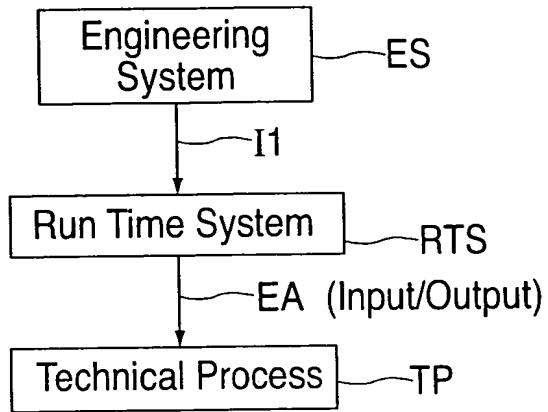 Engineering
System
ES
I1
Run Time System
RTS
EA (Input/Output)
Technical Process
TP